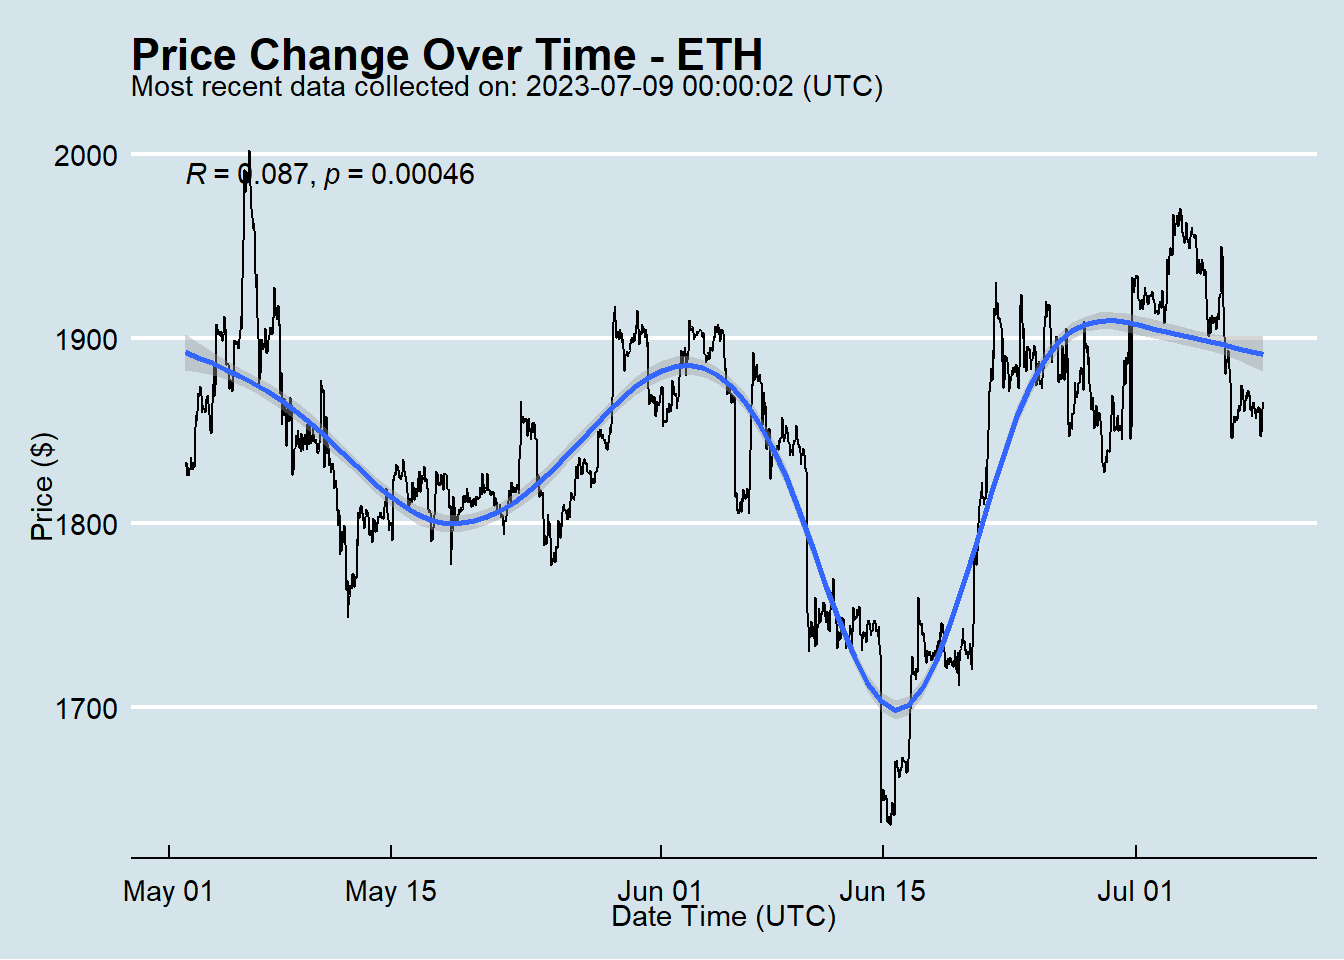 Price Change Over Time - ETH
Most recent data collected on: 2023-07-09 00:00:02 (UTC)
R = 0.087, p = 0.00046
Price ($)
2000
1900
1800
1700
May 01 May 15 Jun 01 Jun 15 Jul 01
Date Time (UTC)